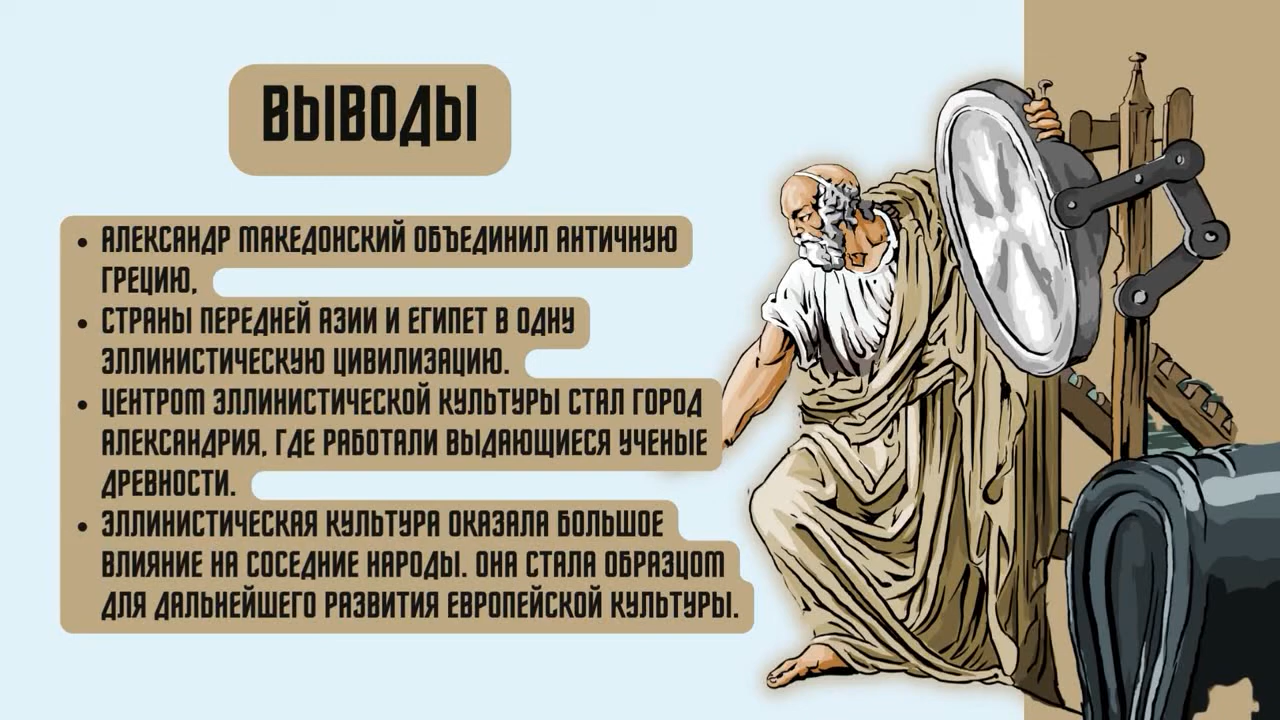 ВЫВОДЫ
• АЛЕКСАНДР МАКЕДОНСКИЙ ОБЪЕДИНИЛ АНТИЧНУЮ
ГРЕЦИЮ,
• СТРАНЫ ПЕРЕДНЕЙ АЗИИ И ЕГИПЕТ В ОДНУ
ЭЛЛИНИСТИЧЕСКУЮ ЦИВИЛИЗАЦИЮ.
• ЦЕНТРОМ ЭЛЛИНИСТИЧЕСКОЙ КУЛЬТУРЫ СТАЛ ГОРОД
АЛЕКСАНДРИЯ, ГДЕ РАБОТАЛИ ВЫДАЮЩИЕСЯ УЧЕНЫЕ
ДРЕВНОСТИ.
• ЭЛЛИНИСТИЧЕСКАЯ КУЛЬТУРА ОКАЗАЛА БОЛЬШОЕ
ВЛИЯНИЕ НА СОСЕДНИЕ НАРОДЫ. ОНА СТАЛА ОБРАЗЦОМ
ДЛЯ ДАЛЬНЕЙШЕГО РАЗВИТИЯ ЕВРОПЕЙСКОЙ КУЛЬТУРЫ.